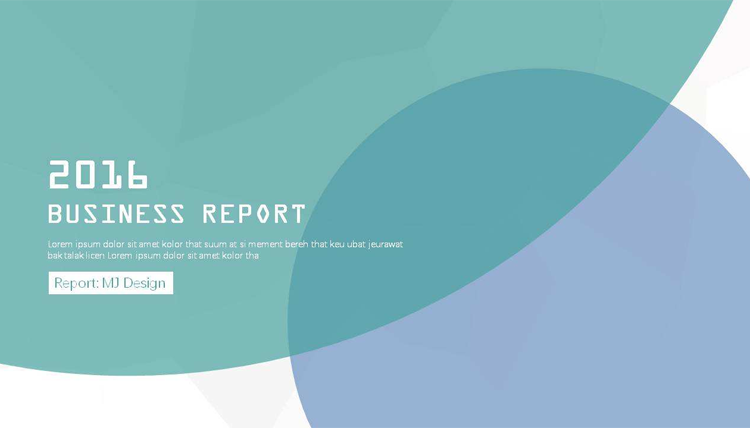 2016
BUSINESS REPORT
Lorem ipsum dolor sit amet kolor that suum at si mement bereh that keu ubat jeurawat
bak talak licen Lorem ipsum dolor sit amet kolor tha
Report: MJ Design